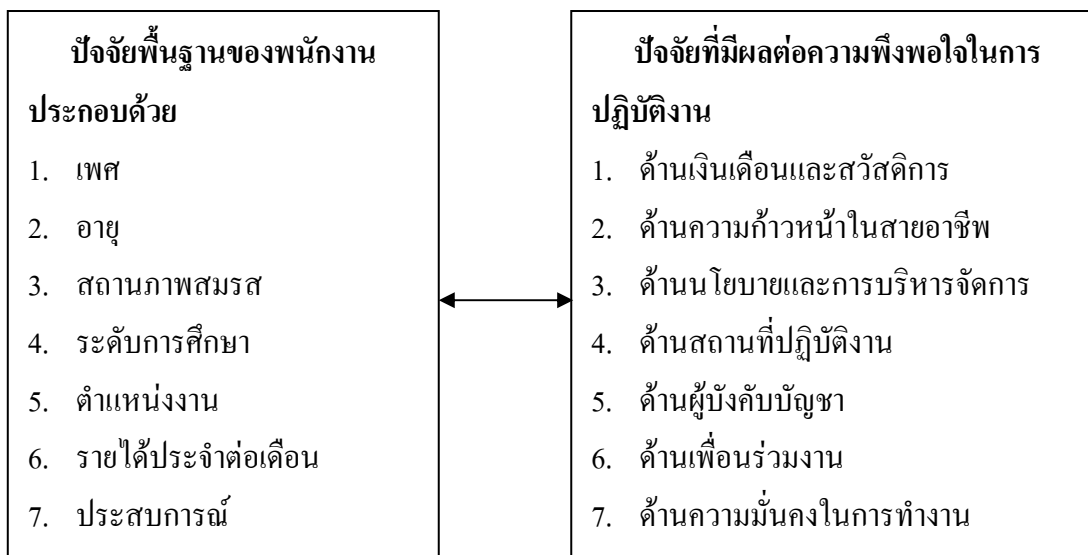 ปัจจัยพื้นฐานของพนักงาน
ประกอบด้วย
1. เพศ
2. อายุ
3. สถานภาพสมรส
4. ระดับการศึกษา
5. ตำแหน่งงาน
6. รายได้ประจำต่อเดือน
7. ประสบการณ์
ปัจจัยที่มีผลต่อความพึงพอใจในการ
ปฏิบัติงาน
1. ด้านเงินเดือนและสวัสดิการ
2. ด้านความก้าวหน้าในสายอาชีพ
3. ด้านนโยบายและการบริหารจัดการ
4. ด้านสถานที่ปฏิบัติงาน
5. ด้านผู้บังคับบัญชา
6. ด้านเพื่อนร่วมงาน
7. ด้านความมั่นคงในการทำงาน